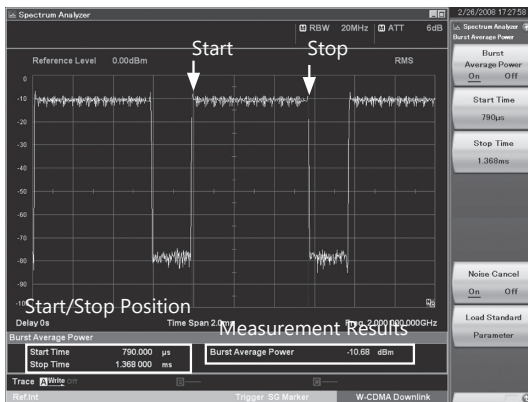 Spectrum Analyzer
2/26/2008 17:27:58
RBW 20MHz
ATT 6dB
Start
Stop
Reference Level 0.00dBm
RMS
0
-10
-20
-30
-40
-50
-60
-70
-80
-90
-100
Start/Stop Position
Measurement Results
Delay 0s
Time Span 2.0ms
Freq. 2.000 000 000GHz
Burst Average Power
Start Time 790.000 µs
Stop Time 1.368 000 ms
Burst Average Power -10.68 dBm
Trace A Write Off
Ref.Int
Trigger SG Marker
W-CDMA Downlink
Spectrum Analyzer
Burst Average Power
Burst
Average Power
On Off
Start Time
790µs
Stop Time
1.368ms
Noise Cancel
On Off
Load Standard
Parameter